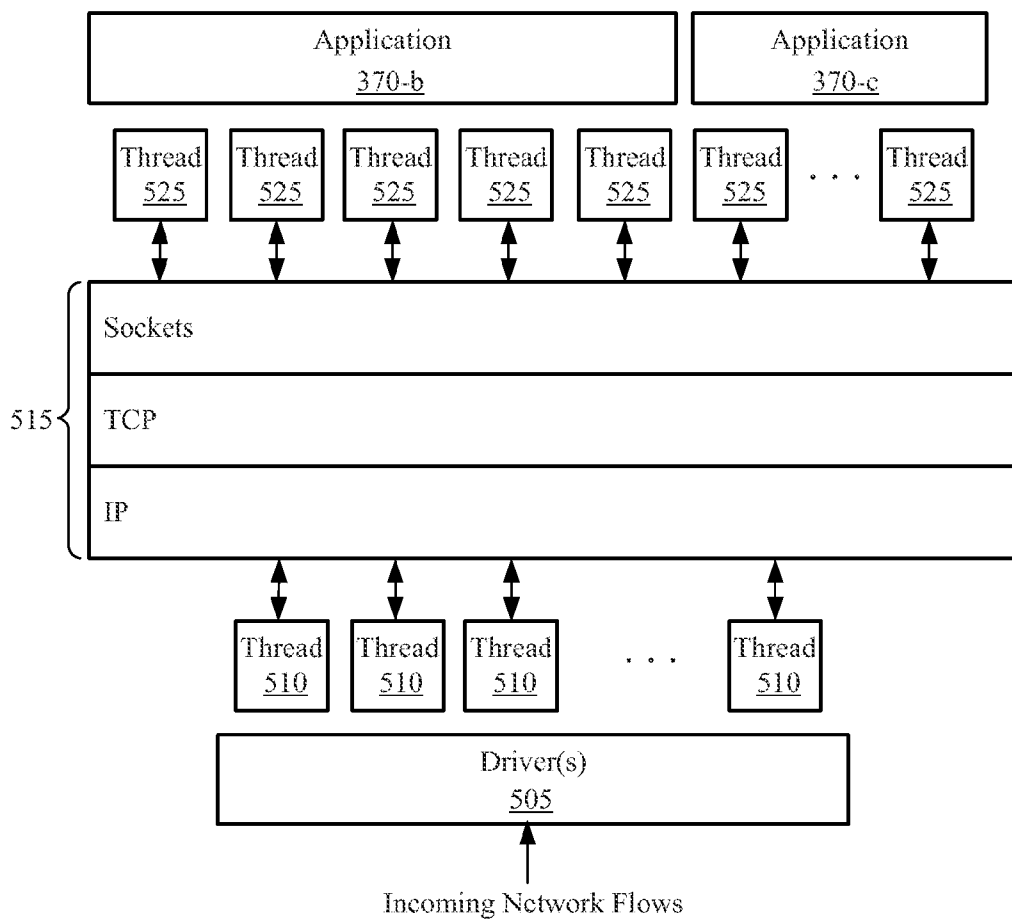 Application
370-b
Application
370-c
Thread
525
Thread
525
Thread
525
Thread
525
Thread
525
Thread
525
. . .
Thread
525
515
Sockets
TCP
IP
Thread
510
Thread
510
Thread
510
. . .
Thread
510
Driver(s)
505
Incoming Network Flows